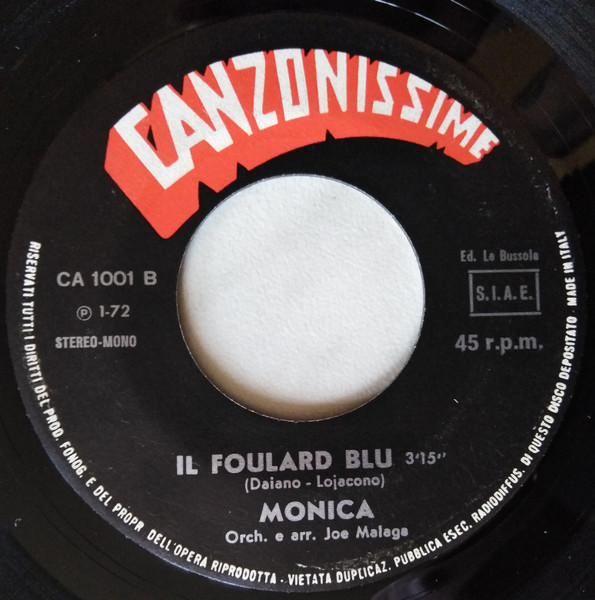 CANZONISSIME
CA 1001 B
Ⓟ 1-72
STEREO-MONO
Ed. La Bussola
S.I.A.E.
45 r.p.m.
IL FOULARD BLU 3'15''
(Daiano - Lojacono)
MONICA
Orch. e arr. Joe Malaga
RISERVATI TUTTI I DIRITTI DEL PROD. FONOG. E DEL PROPR. DELL'OPERA RIPRODOTTA - VIETATA DUPLICAZ. PUBBLICA ESEC. RADIODIFFUS. DI QUESTO DISCO DEPOSITATO - MADE IN ITALY